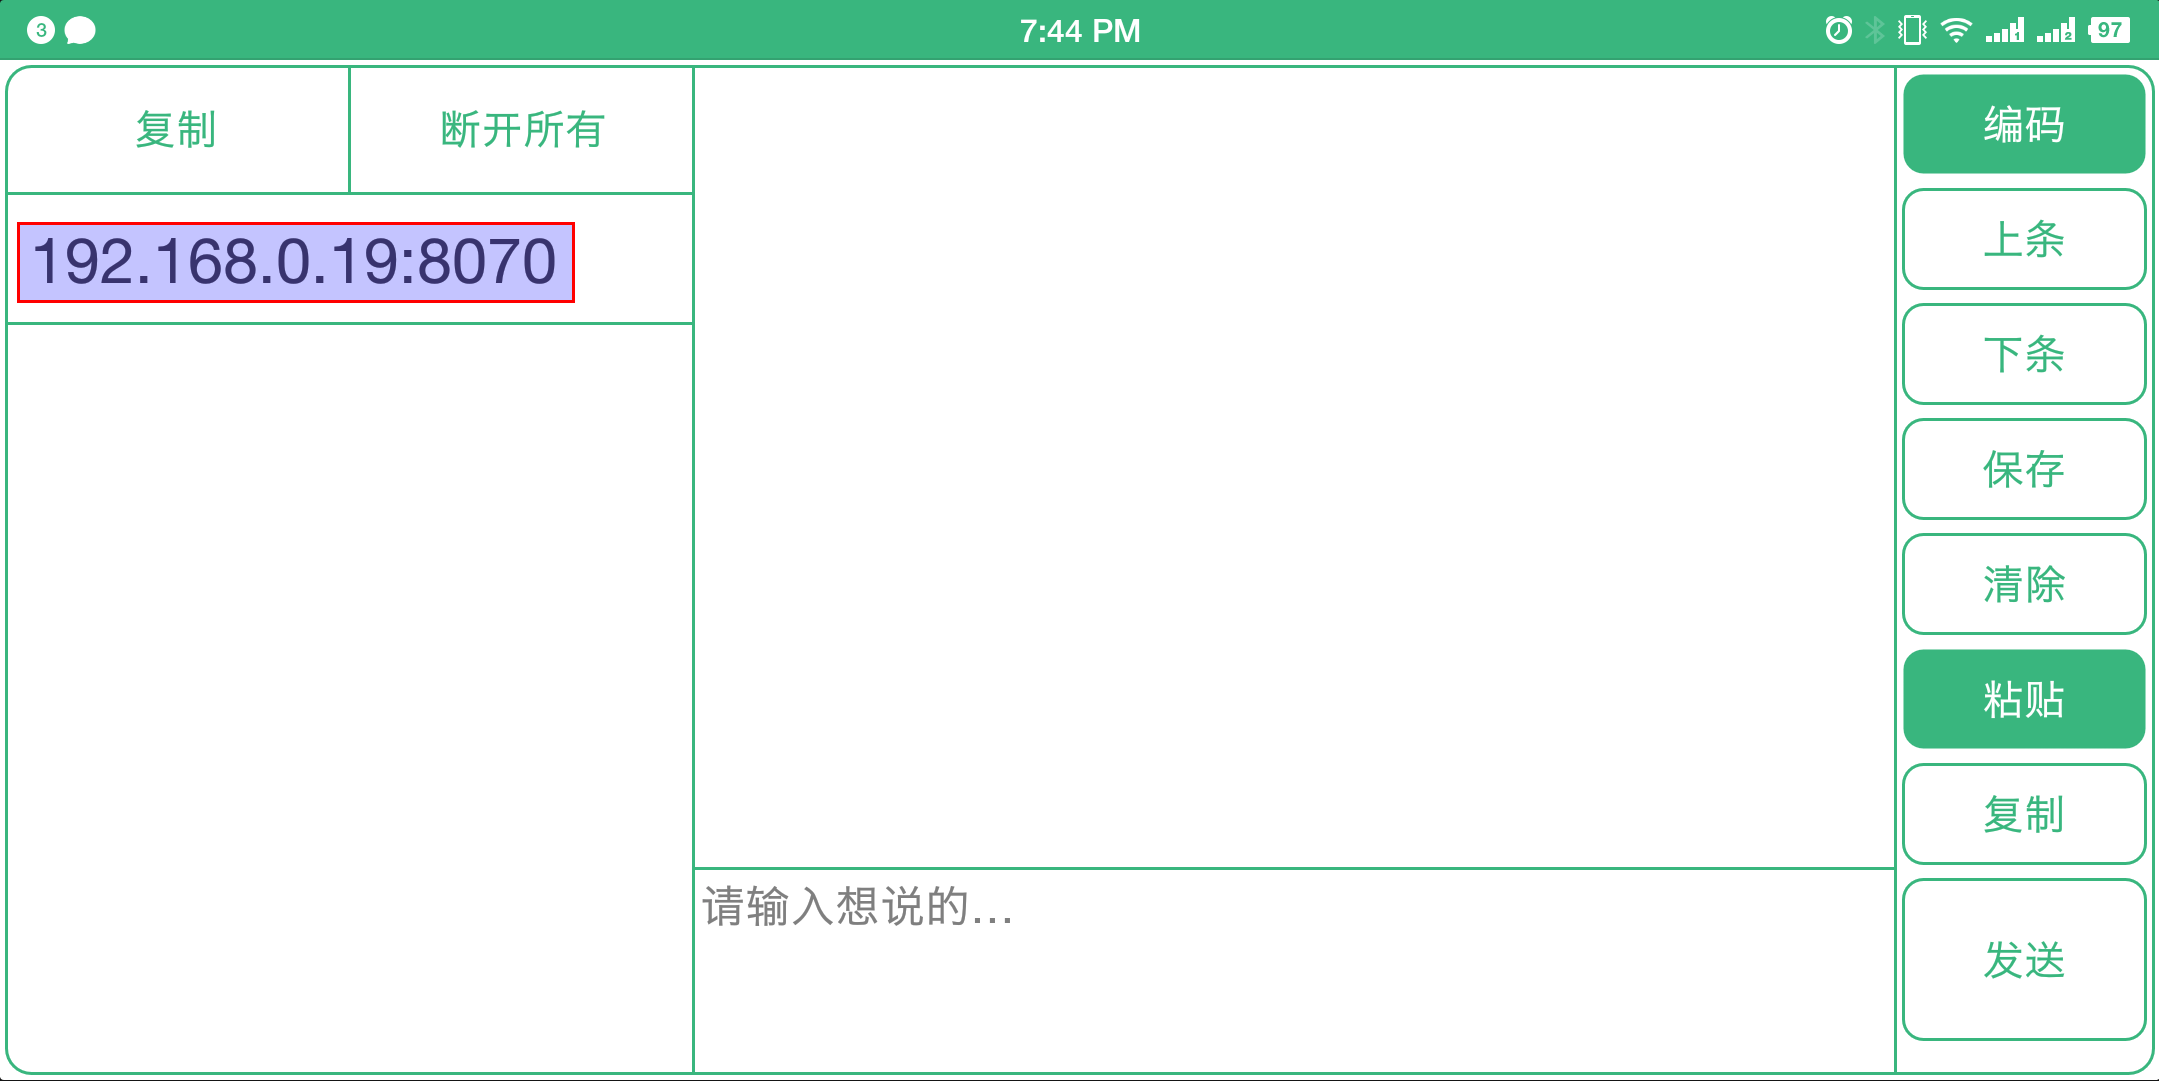 3
7:44 PM
1
2
97
复制
断开所有
192.168.0.19:8070
请输入想说的...
编码
上条
下条
保存
清除
粘贴
复制
发送